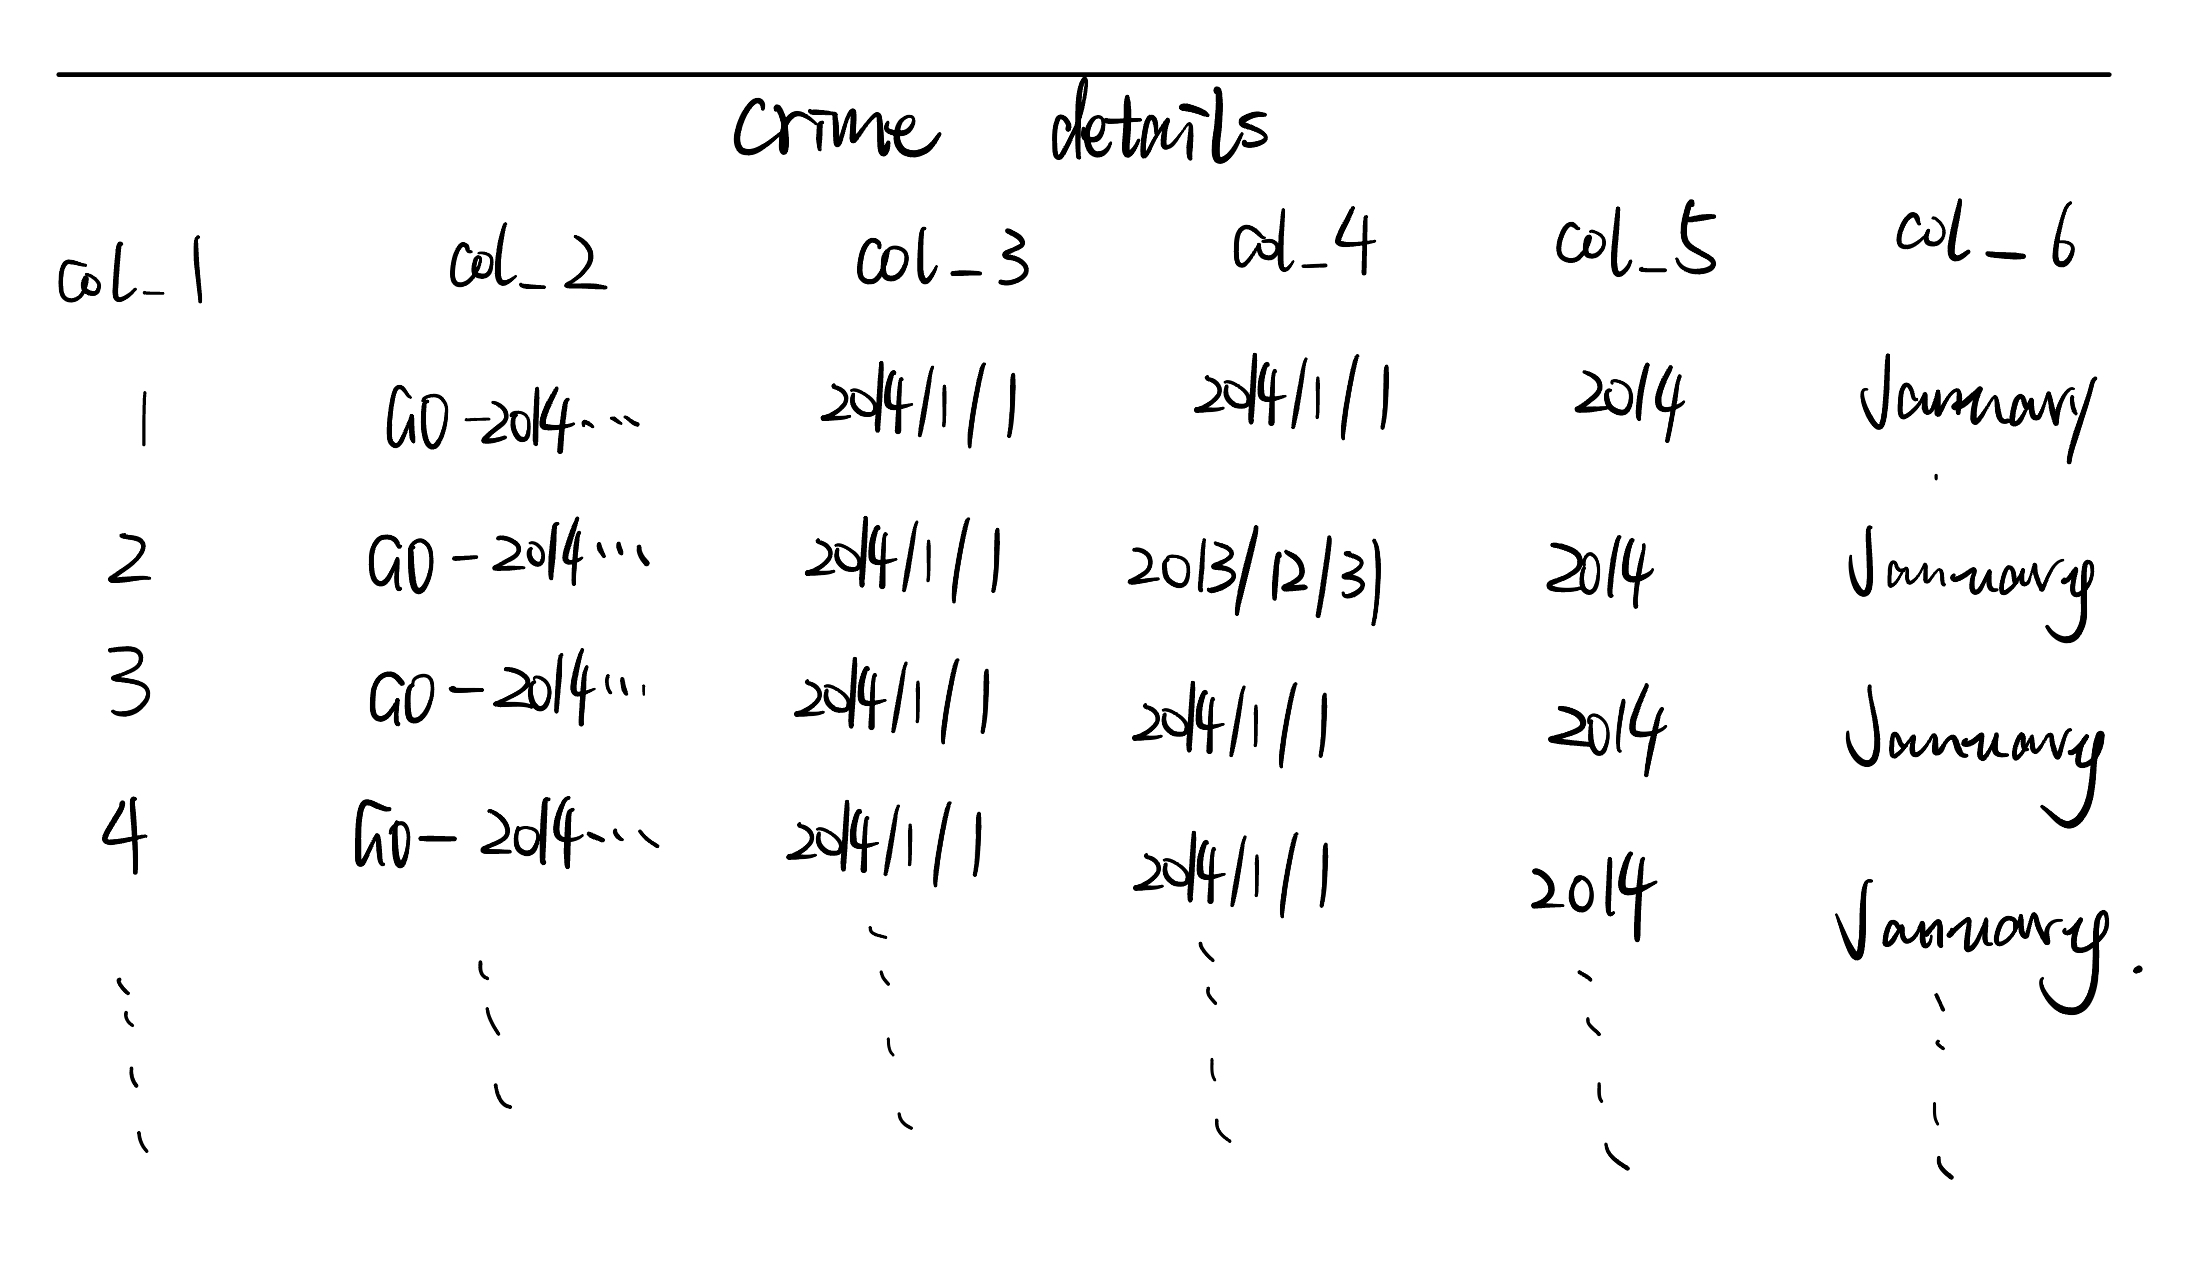 Crime details
col_1 col_2 col_3 col_4 col_5 col_6
1 GO-2014... 2014/1/1 2014/1/1 2014 January
2 GO-2014... 2014/1/1 2013/12/31 2014 January
3 GO-2014... 2014/1/1 2014/1/1 2014 January
4 GO-2014... 2014/1/1 2014/1/1 2014 January.